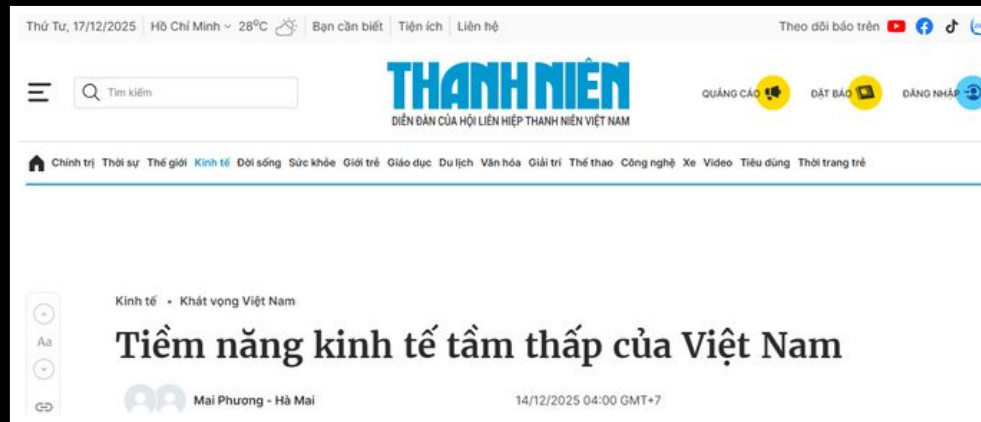 Thứ Tư, 17/12/2025 Hồ Chí Minh 28°C Bạn cần biết Tiện ích Liên hệ Theo dõi báo trên
Tìm kiếm
THANH NIÊN
DIỄN ĐÀN CỦA HỘI LIÊN HIỆP THANH NIÊN VIỆT NAM
QUẢNG CÁO ĐẶT BÁO ĐĂNG NHẬP
Chính trị Thời sự Thế giới Kinh tế Đời sống Sức khỏe Giới trẻ Giáo dục Du lịch Văn hóa Giải trí Thể thao Công nghệ Xe Video Tiêu dùng Thời trang trẻ
Kinh tế • Khát vọng Việt Nam
Aa
Tiềm năng kinh tế tầm thấp của Việt Nam
Mai Phương - Hà Mai 14/12/2025 04:00 GMT+7